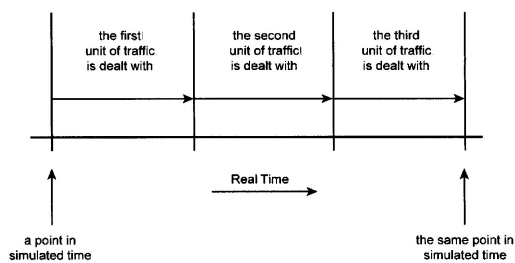 the first
unit of traffic
is dealt with
the second
unit of traffic
is dealt with
the third
unit of traffic
is dealt with
Real Time
a point in
simulated time
the same point in
simulated time